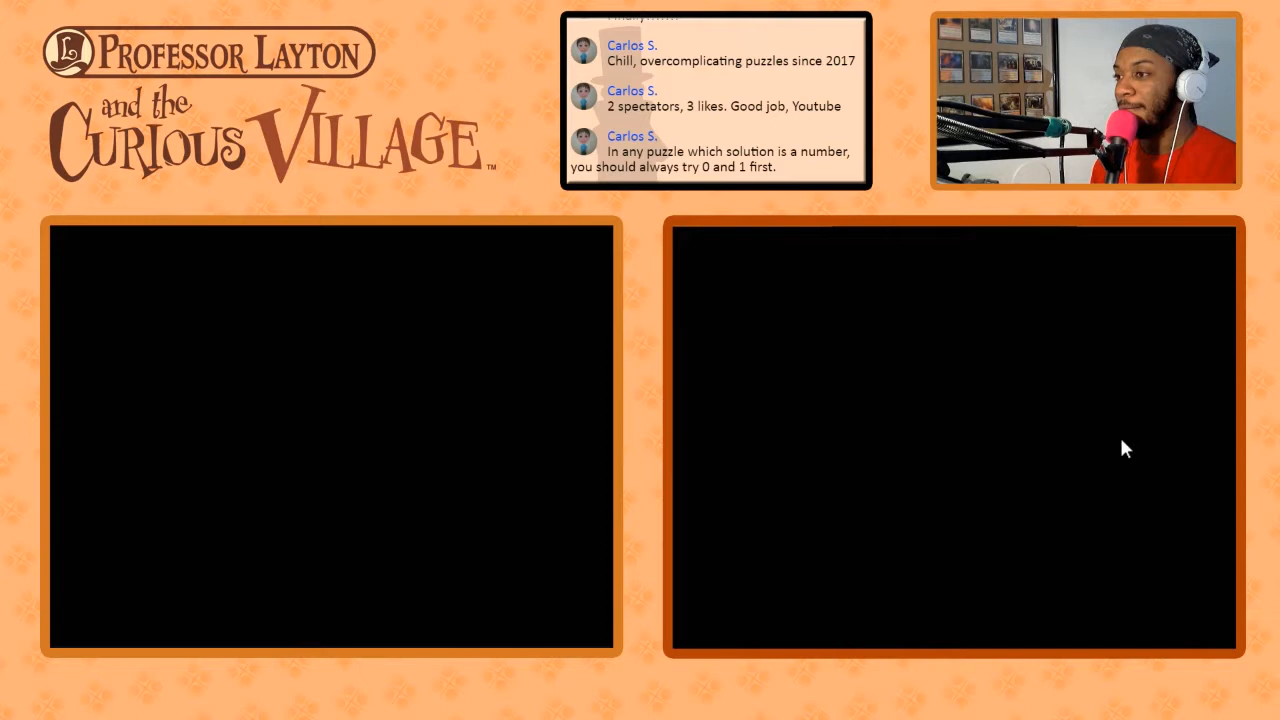 PROFESSOR LAYTON
and the
CURIOUS VILLAGE™
Carlos S.
Chill, overcomplicating puzzles since 2017
Carlos S.
2 spectators, 3 likes. Good job, Youtube
Carlos S.
In any puzzle which solution is a number,
you should always try 0 and 1 first.